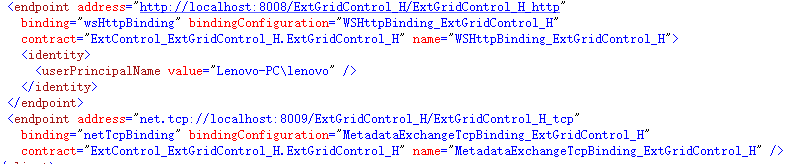 <endpoint address="http://localhost:8008/ExtGridControl_H/ExtGridControl_H_http"
binding="wsHttpBinding" bindingConfiguration="WSHttpBinding_ExtGridControl_H"
contract="ExtControl_ExtGridControl_H.ExtGridControl_H" name="WSHttpBinding_ExtGridControl_H">
<identity>
<userPrincipalName value="Lenovo-PC\lenovo" />
</identity>
</endpoint>
<endpoint address="net.tcp://localhost:8009/ExtGridControl_H/ExtGridControl_H_tcp"
binding="netTcpBinding" bindingConfiguration="MetadataExchangeTcpBinding_ExtGridControl_H"
contract="ExtControl_ExtGridControl_H.ExtGridControl_H" name="MetadataExchangeTcpBinding_ExtGridControl_H" />